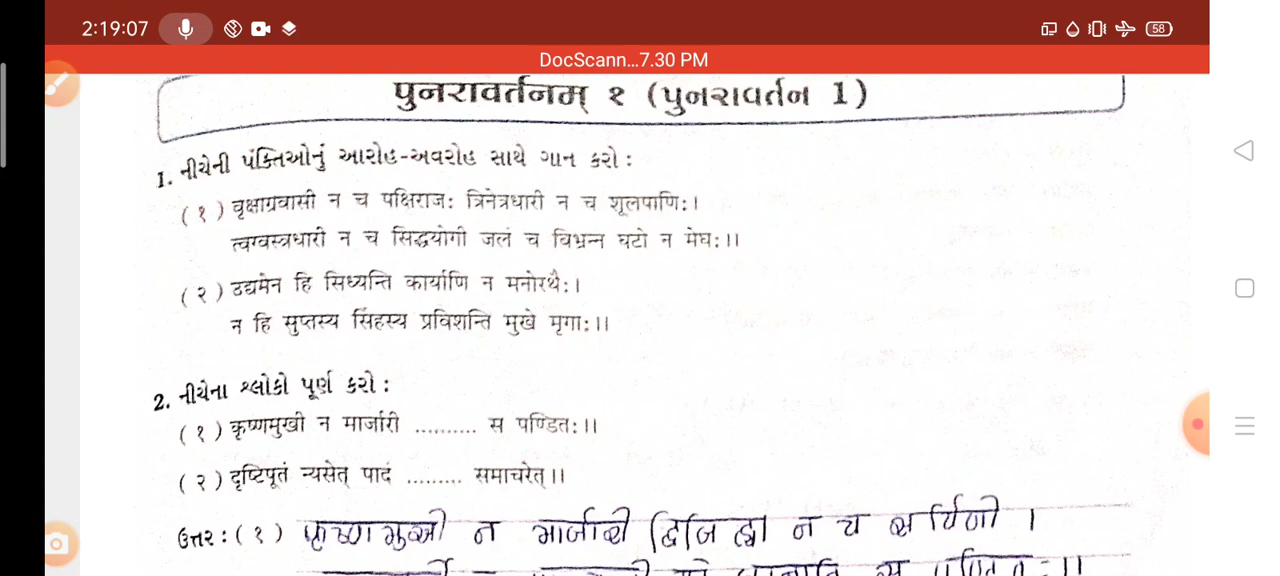 2:19:07 58
DocScann...7.30 PM
पुनरावर्तनम् १ (પુનરાવર્તન 1)
1. નીચેની પંક્તિઓનું આરોહ-અવરોહ સાથે ગાન કરો :
(१) वृक्षाग्रवासी न च पक्षिराजः त्रिनेत्रधारी न च शूलपाणिः।
त्वग्वस्त्रधारी न च सिद्धयोगी जलं च बिभ्रन्न घटो न मेघः।।
(२) उद्यमेन हि सिध्यन्ति कार्याणि न मनोरथैः।
न हि सुप्तस्य सिंहस्य प्रविशन्ति मुखे मृगाः।।
2. નીચેના શ્લોકો પૂર્ણ કરો :
(१) कृष्णमुखी न मार्जारी .......... स पण्डितः।।
(२) दृष्टिपूतं न्यसेत् पादं ......... समाचरेत्।।
ઉત્તર : (१) कृष्णमुखी न मार्जारी द्विजिह्वा न च सर्पिणी ।